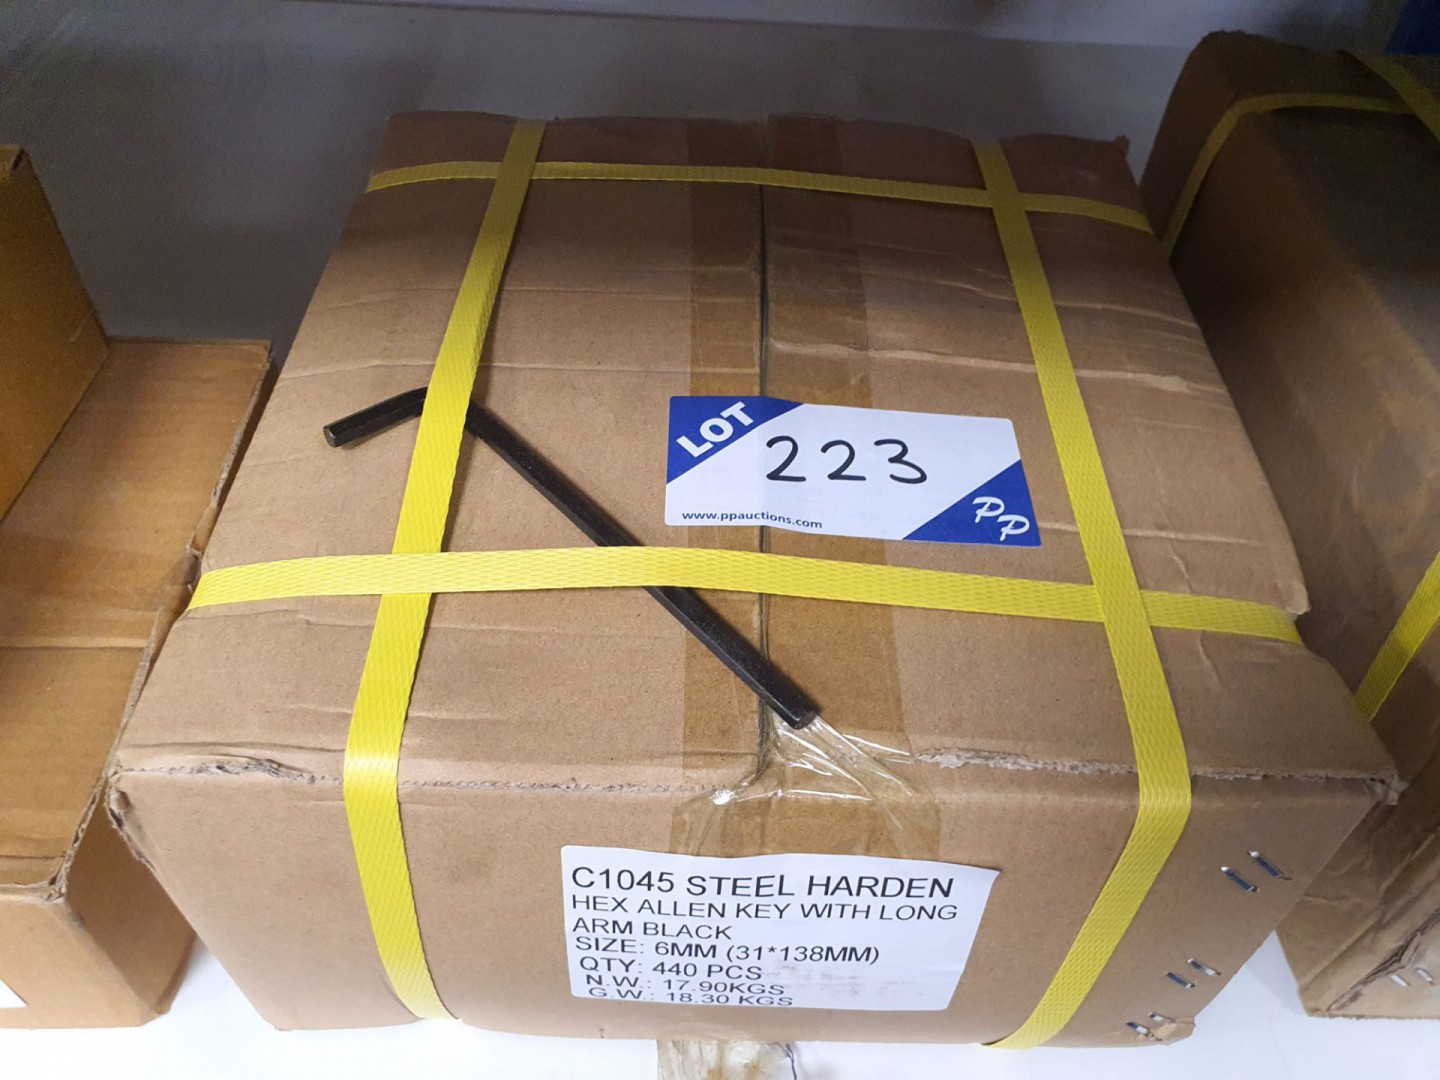 LOT
223
www.ppauctions.com
PP
C1045 STEEL HARDEN
HEX ALLEN KEY WITH LONG
ARM BLACK
SIZE: 6MM (31*138MM)
QTY: 440 PCS
N.W.: 17.90KGS
G.W.: 18.30 KGS